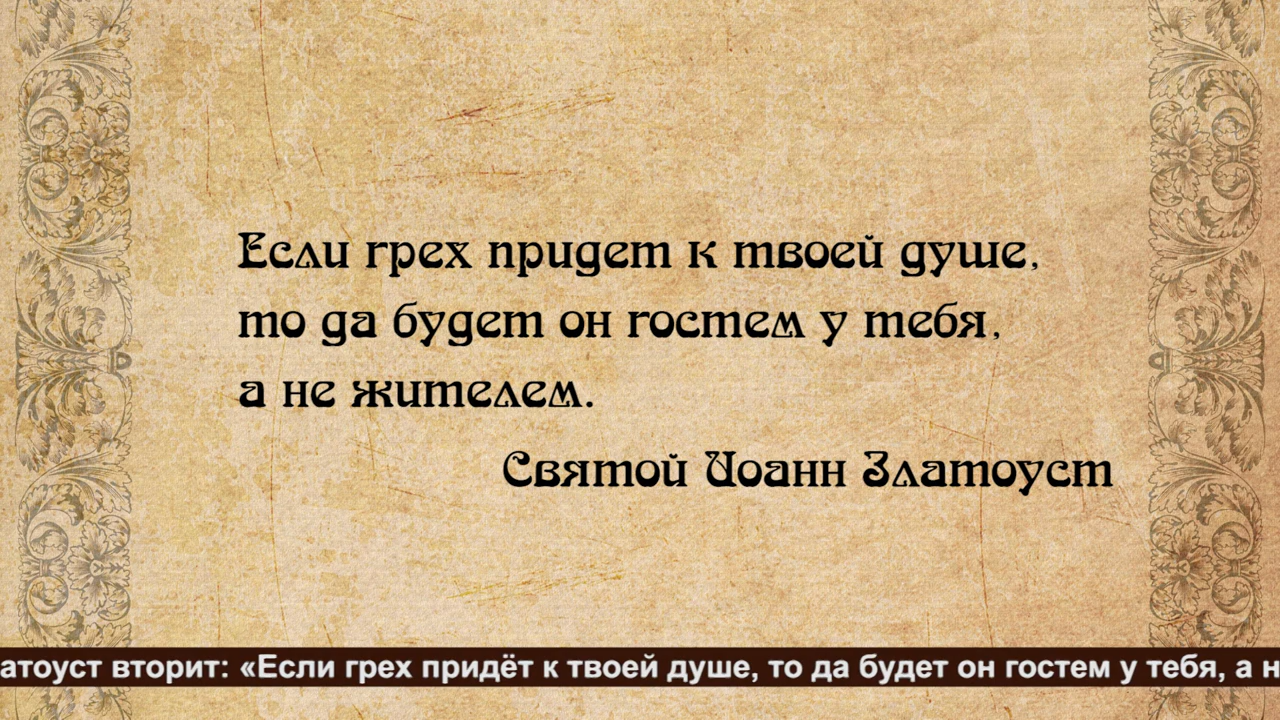 Если грех придет к твоей душе,
то да будет он гостем у тебя,
а не жителем.
Святой Иоанн Златоуст
атоуст вторит: «Если грех придёт к твоей душе, то да будет он гостем у тебя, а н